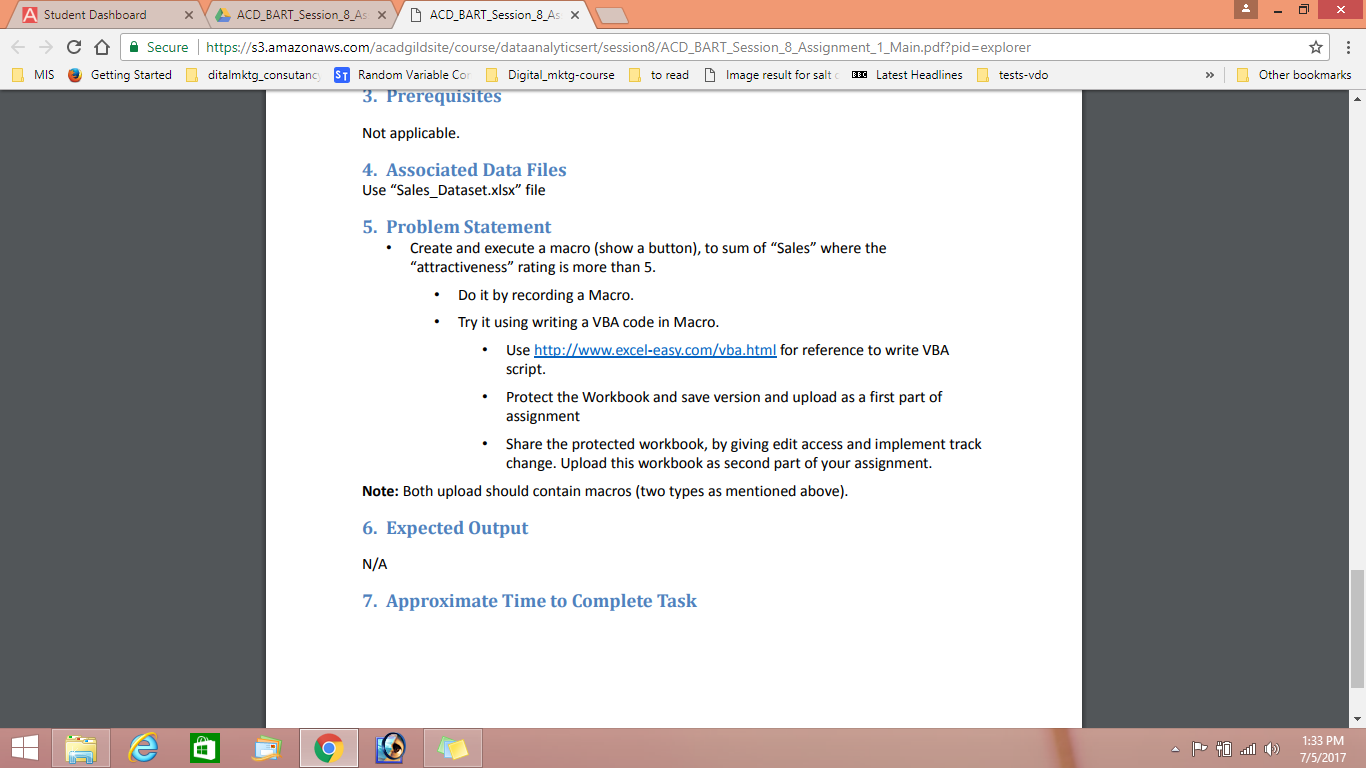 Student Dashboard
ACD_BART_Session_8_As
ACD_BART_Session_8_As
Secure
https://s3.amazonaws.com/acadgildsite/course/dataanalyticsert/session8/ACD_BART_Session_8_Assignment_1_Main.pdf?pid=explorer
MIS
Getting Started
ditalmktg_consutanc
ST
Random Variable Cor
Digital_mktg-course
to read
Image result for salt c
BBC
Latest Headlines
tests-vdo
»
Other bookmarks
3. Prerequisites
Not applicable.
4. Associated Data Files
Use “Sales_Dataset.xlsx” file
5. Problem Statement
• Create and execute a macro (show a button), to sum of “Sales” where the
“attractiveness” rating is more than 5.
• Do it by recording a Macro.
• Try it using writing a VBA code in Macro.
• Use http://www.excel-easy.com/vba.html for reference to write VBA
script.
• Protect the Workbook and save version and upload as a first part of
assignment
• Share the protected workbook, by giving edit access and implement track
change. Upload this workbook as second part of your assignment.
Note: Both upload should contain macros (two types as mentioned above).
6. Expected Output
N/A
7. Approximate Time to Complete Task
1:33 PM
7/5/2017